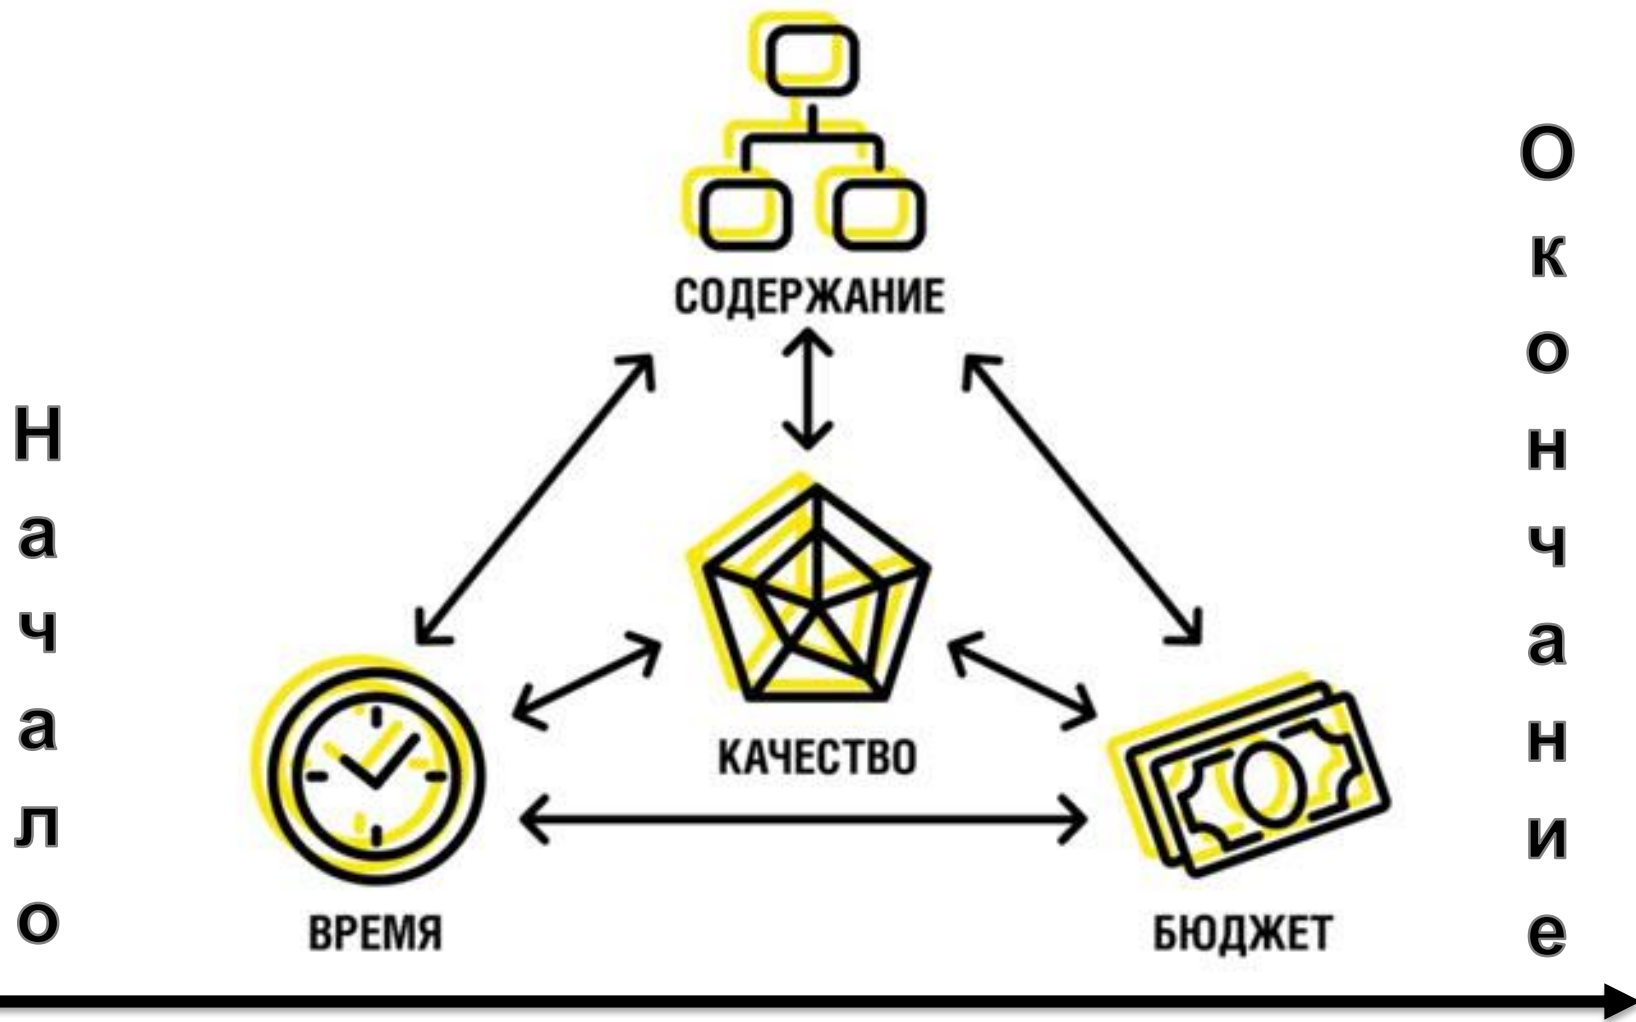 СОДЕРЖАНИЕ
Начало
Окончание
КАЧЕСТВО
ВРЕМЯ
БЮДЖЕТ